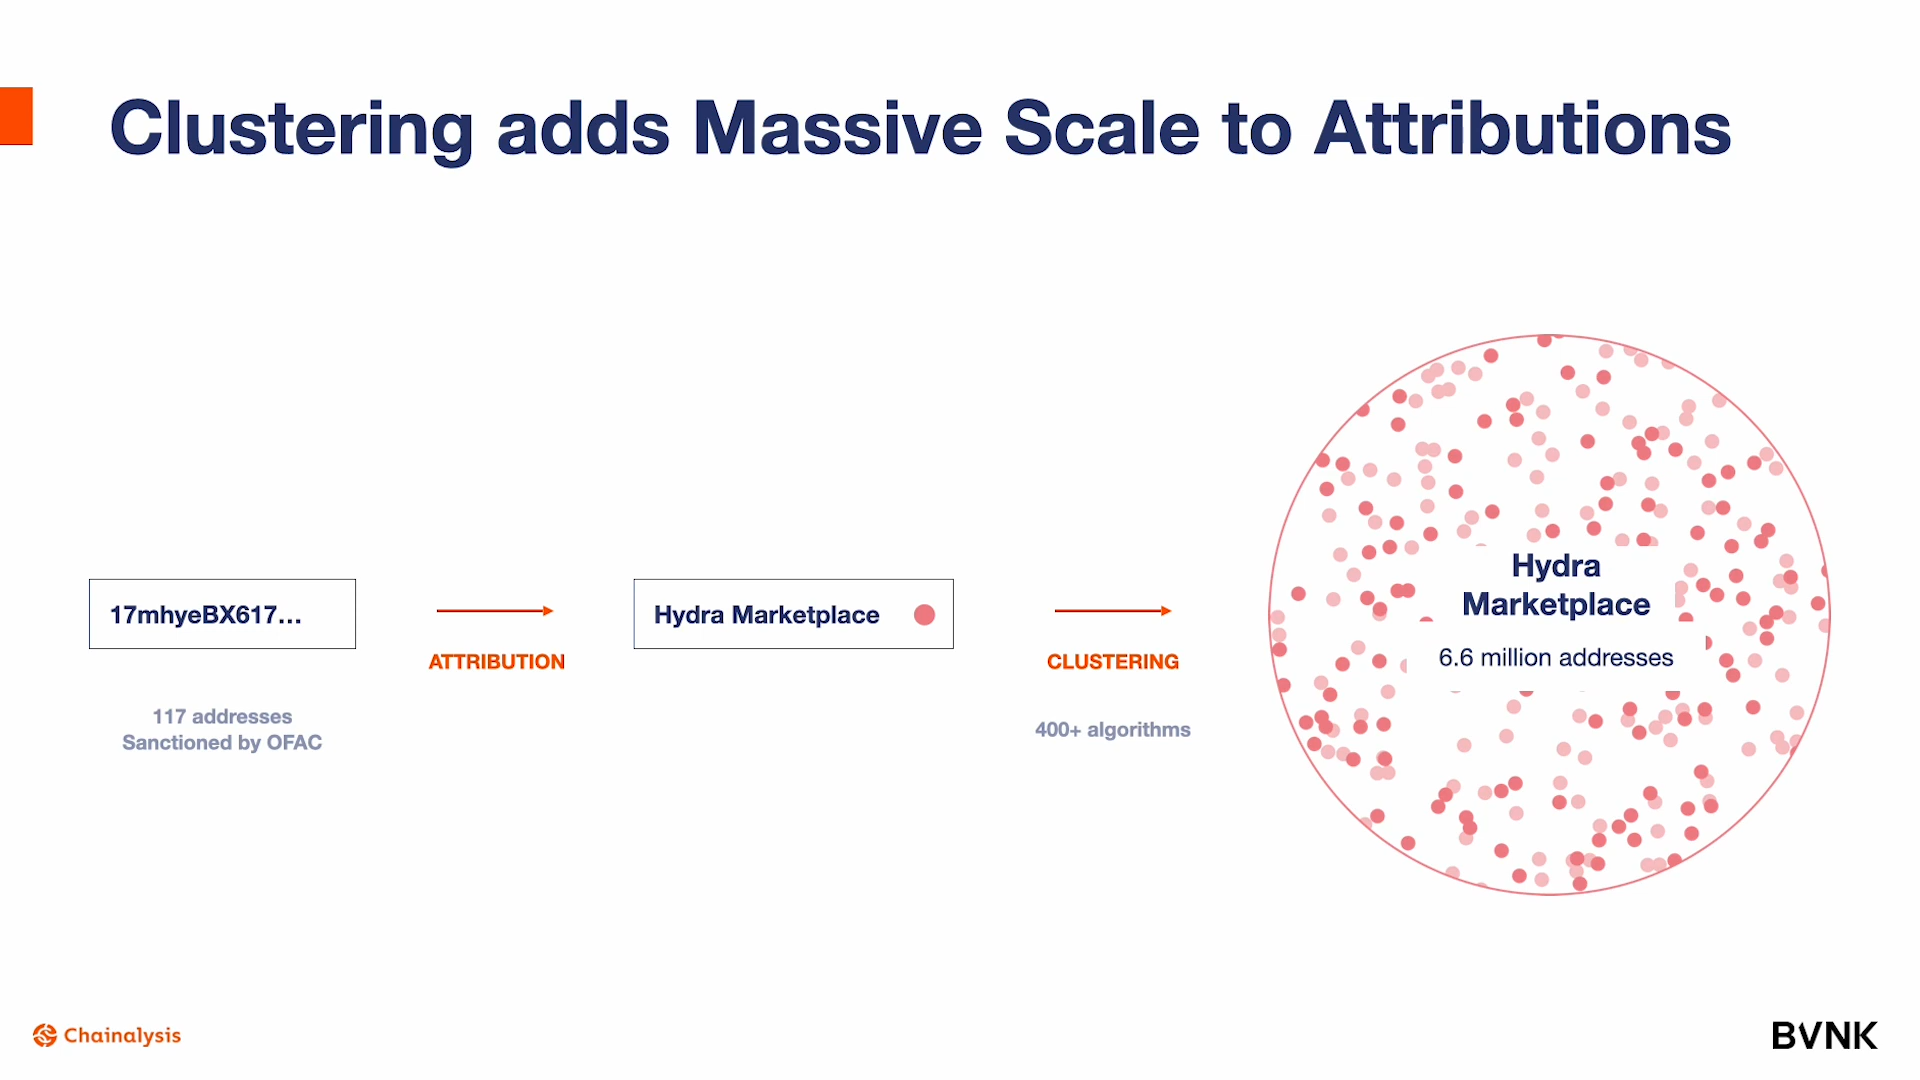 Clustering adds Massive Scale to Attributions
17mhyeBX617...
117 addresses
Sanctioned by OFAC
ATTRIBUTION
Hydra Marketplace
CLUSTERING
400+ algorithms
Hydra
Marketplace
6.6 million addresses
Chainalysis
BVNK